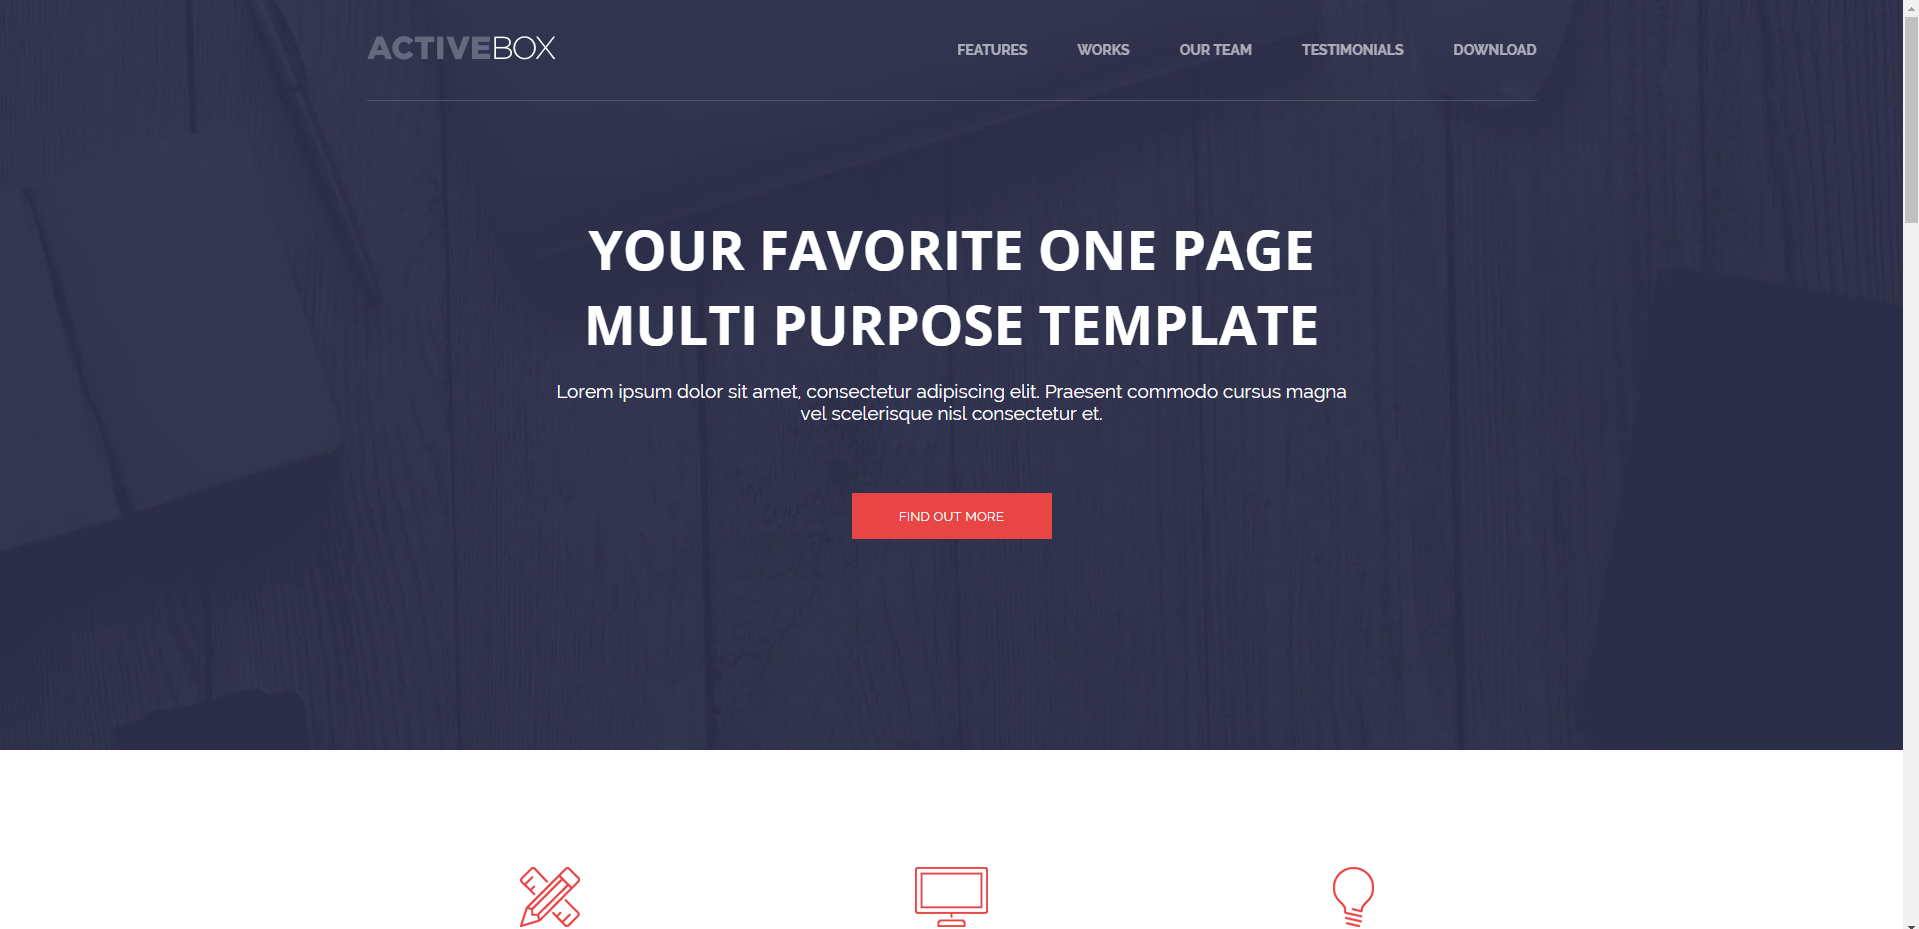 ACTIVEBOX
FEATURES WORKS OUR TEAM TESTIMONIALS DOWNLOAD
YOUR FAVORITE ONE PAGE
MULTI PURPOSE TEMPLATE
Lorem ipsum dolor sit amet, consectetur adipiscing elit. Praesent commodo cursus magna
vel scelerisque nisl consectetur et.
FIND OUT MORE